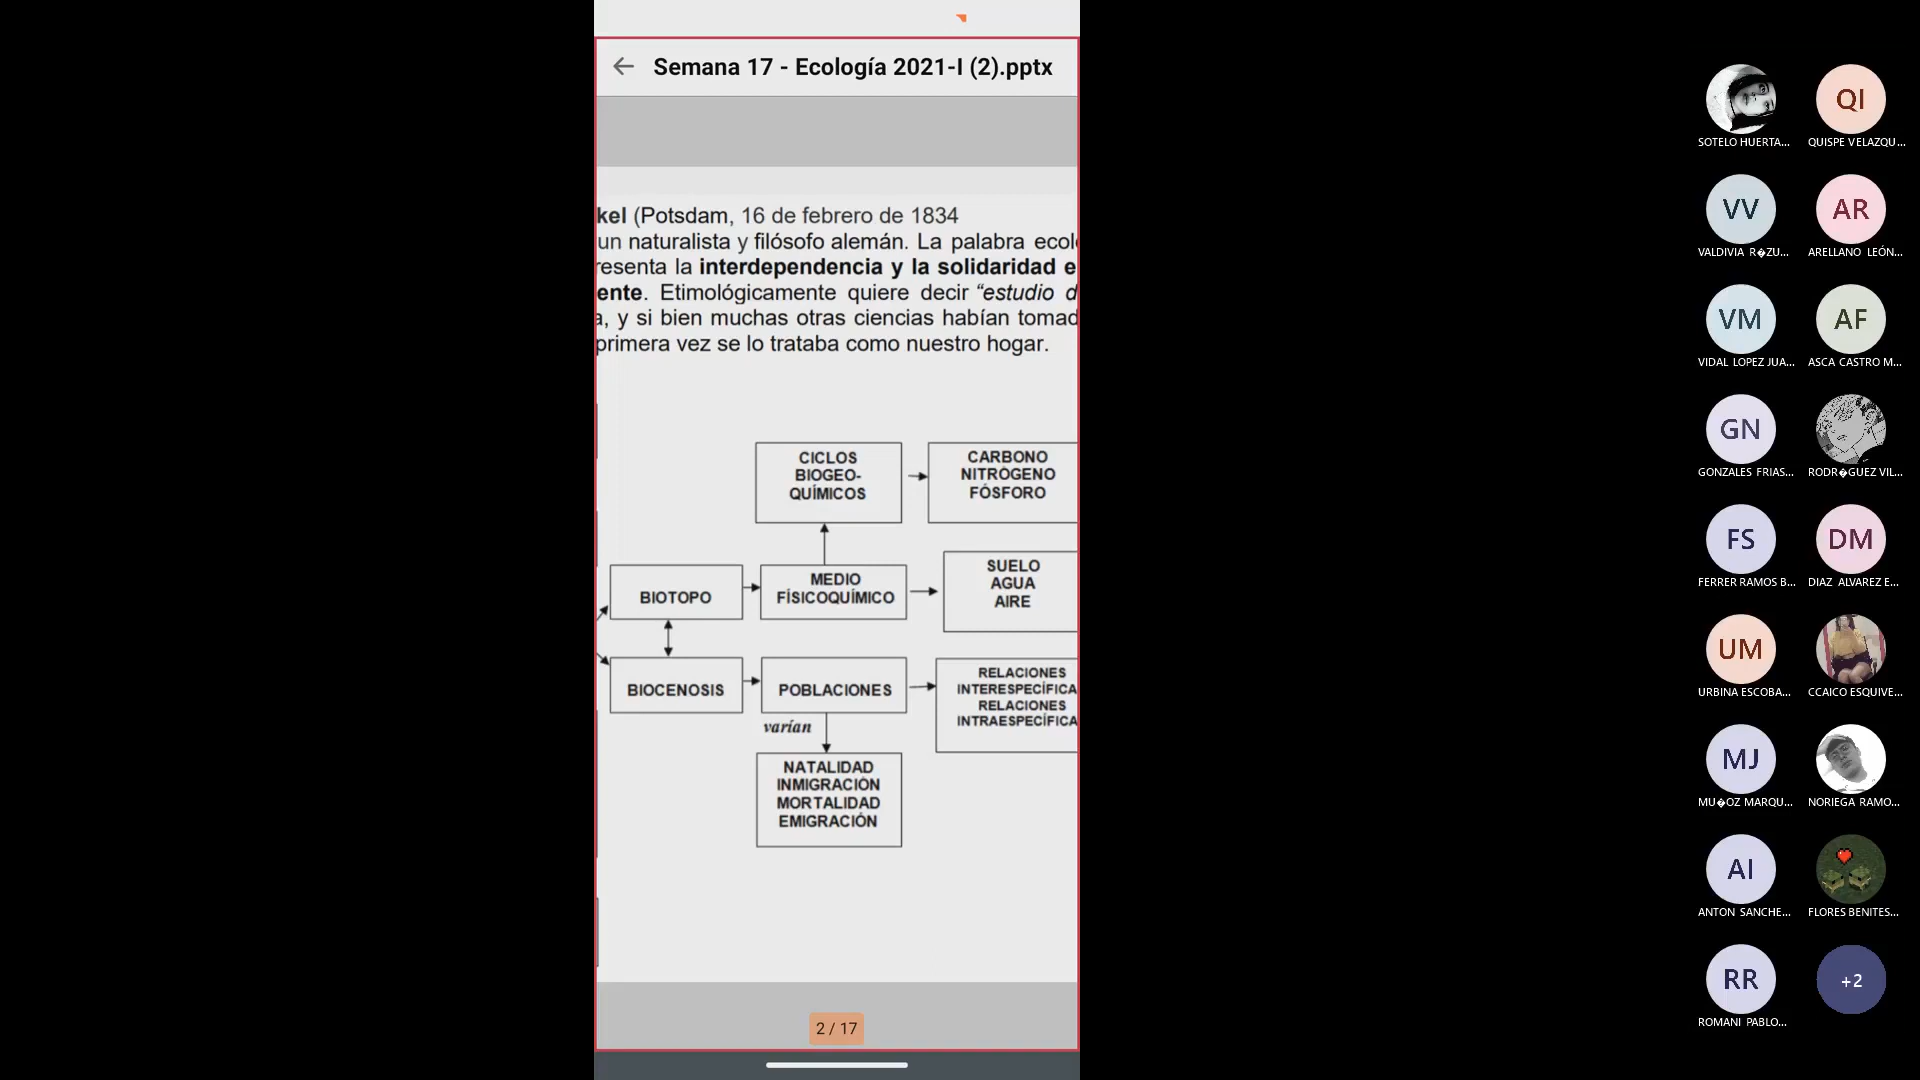 Semana 17 - Ecología 2021-I (2).pptx
kel (Potsdam, 16 de febrero de 1834
un naturalista y filósofo alemán. La palabra ecol
resenta la interdependencia y la solidaridad e
ente. Etimológicamente quiere decir “estudio d
a, y si bien muchas otras ciencias habían tomad
primera vez se lo trataba como nuestro hogar.
CICLOS
BIOGEO-
QUÍMICOS
CARBONO
NITRÓGENO
FÓSFORO
BIOTOPO
MEDIO
FÍSICOQUÍMICO
SUELO
AGUA
AIRE
BIOCENOSIS
POBLACIONES
RELACIONES
INTERESPECÍFICA
RELACIONES
INTRAESPECÍFICA
varían
NATALIDAD
INMIGRACIÓN
MORTALIDAD
EMIGRACIÓN
2 / 17
SOTELO HUERTA...
QI
QUISPE VELAZQU...
VV
VALDIVIA R�ZU...
AR
ARELLANO LEÓN...
VM
VIDAL LOPEZ JUA...
AF
ASCA CASTRO M...
GN
GONZALES FRIAS...
RODR�GUEZ VIL...
FS
FERRER RAMOS B...
DM
DIAZ ALVAREZ E...
UM
URBINA ESCOBA...
CCAICO ESQUIVE...
MJ
MU�OZ MARQU...
NORIEGA RAMO...
AI
ANTON SANCHE...
FLORES BENITES...
RR
ROMANI PABLO...
+2